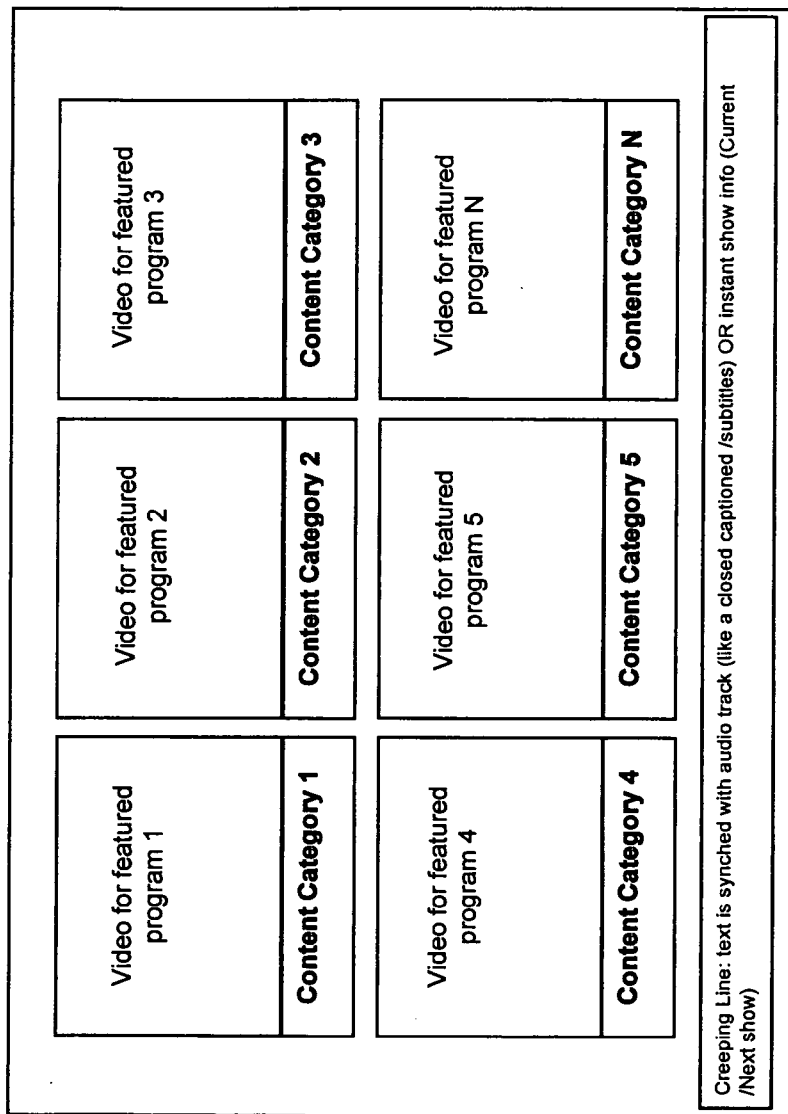 Video for featured
program 1
Content Category 1
Video for featured
program 2
Content Category 2
Video for featured
program 3
Content Category 3
Video for featured
program 4
Content Category 4
Video for featured
program 5
Content Category 5
Video for featured
program N
Content Category N
Creeping Line: text is synched with audio track (like a closed captioned /subtitles) OR instant show info (Current
/Next show)